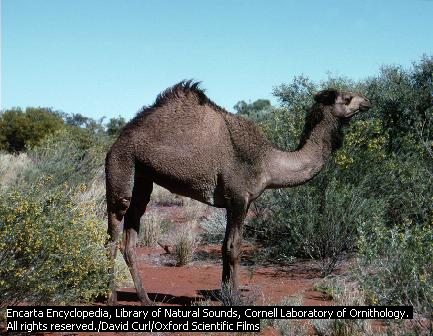 Encarta Encyclopedia, Library of Natural Sounds, Cornell Laboratory of Ornithology.
All rights reserved./David Curl/Oxford Scientific Films